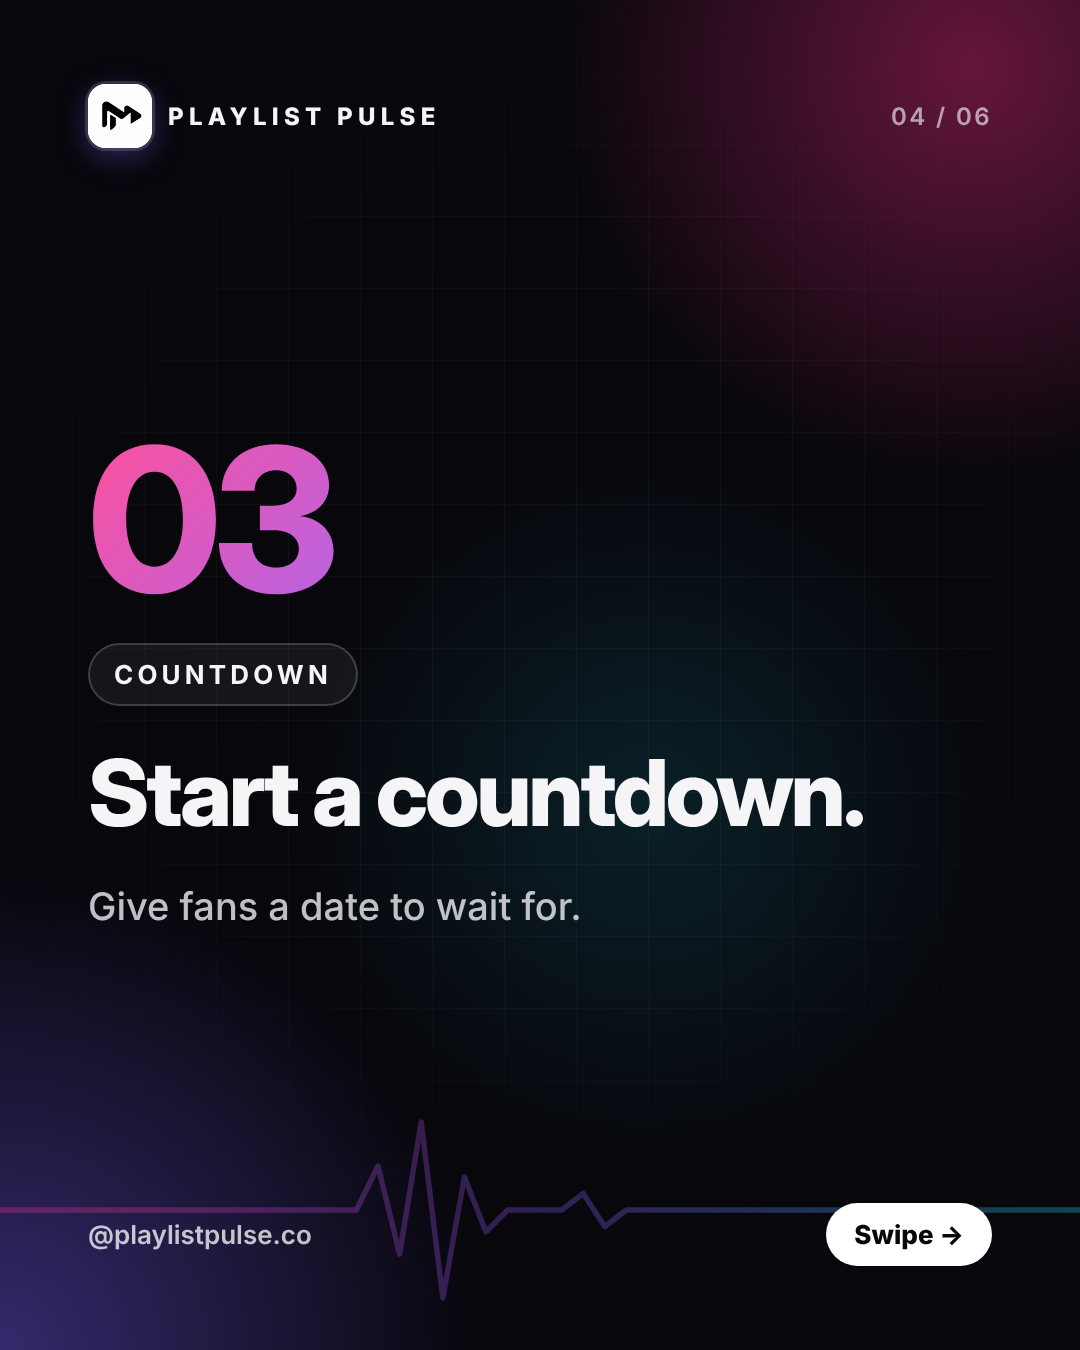 PLAYLIST PULSE
04 / 06
03
COUNTDOWN
Start a countdown.
Give fans a date to wait for.
@playlistpulse.co
Swipe →